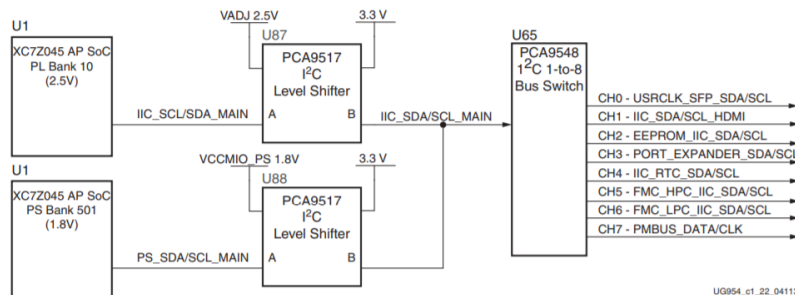 U1
XC7Z045 AP SoC
PL Bank 10
(2.5V)
IIC_SCL/SDA_MAIN
VADJ 2.5V
3.3 V
U87
PCA9517
I2C
Level Shifter
A
B
IIC_SDA/SCL_MAIN
U1
XC7Z045 AP SoC
PS Bank 501
(1.8V)
PS_SDA/SCL_MAIN
VCCMIO_PS 1.8V
3.3 V
U88
PCA9517
I2C
Level Shifter
A
B
U65
PCA9548
12C 1-to-8
Bus Switch
CH0 - USRCLK_SFP_SDA/SCL
CH1 - IIC_SDA/SCL_HDMI
CH2 - EEPROM_IIC_SDA/SCL
CH3 - PORT_EXPANDER_SDA/SCL
CH4 - IIC_RTC_SDA/SCL
CH5 - FMC_HPC_IIC_SDA/SCL
CH6 - FMC_LPC_IIC_SDA/SCL
CH7 - PMBUS_DATA/CLK